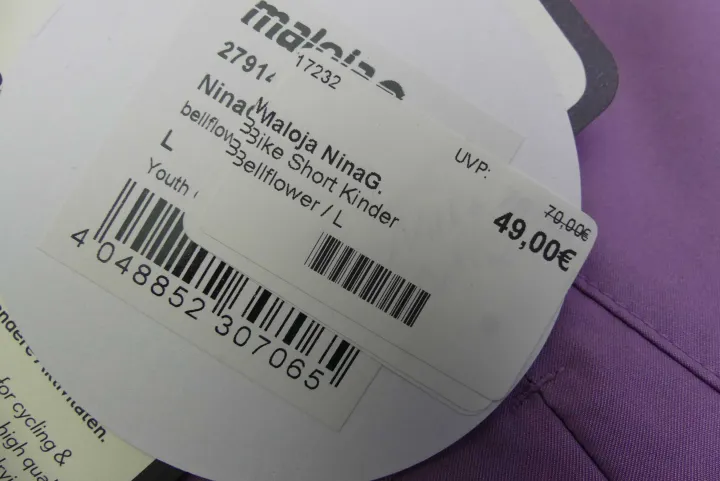 maloja
17232
27914
Maloja NinaG.
Bike Short Kinder
Bellflower / L
UVP:
70,00€
49,00€
L
Youth
4 048852 307065
for cycling &
high